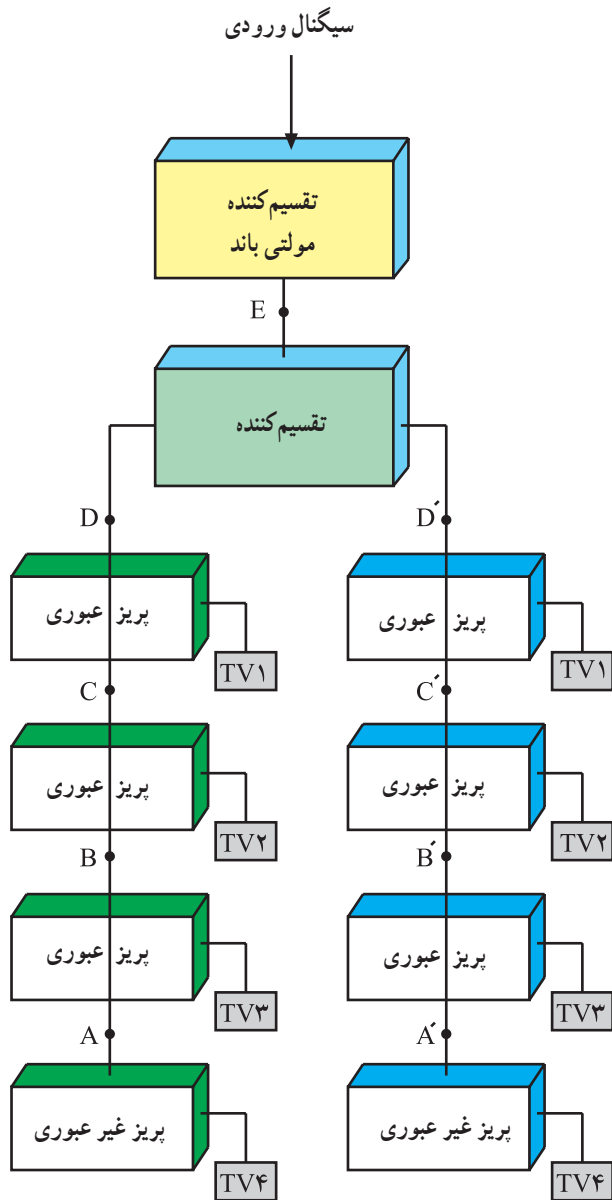 سیگنال ورودی
تقسیم‌کننده
مولتی باند
E
تقسیم‌کننده
D
D´
پریز عبوری
TV۱
پریز عبوری
TV۱
C
C´
پریز عبوری
TV۲
پریز عبوری
TV۲
B
B´
پریز عبوری
TV۳
پریز عبوری
TV۳
A
A´
پریز غیر عبوری
TV۴
پریز غیر عبوری
TV۴